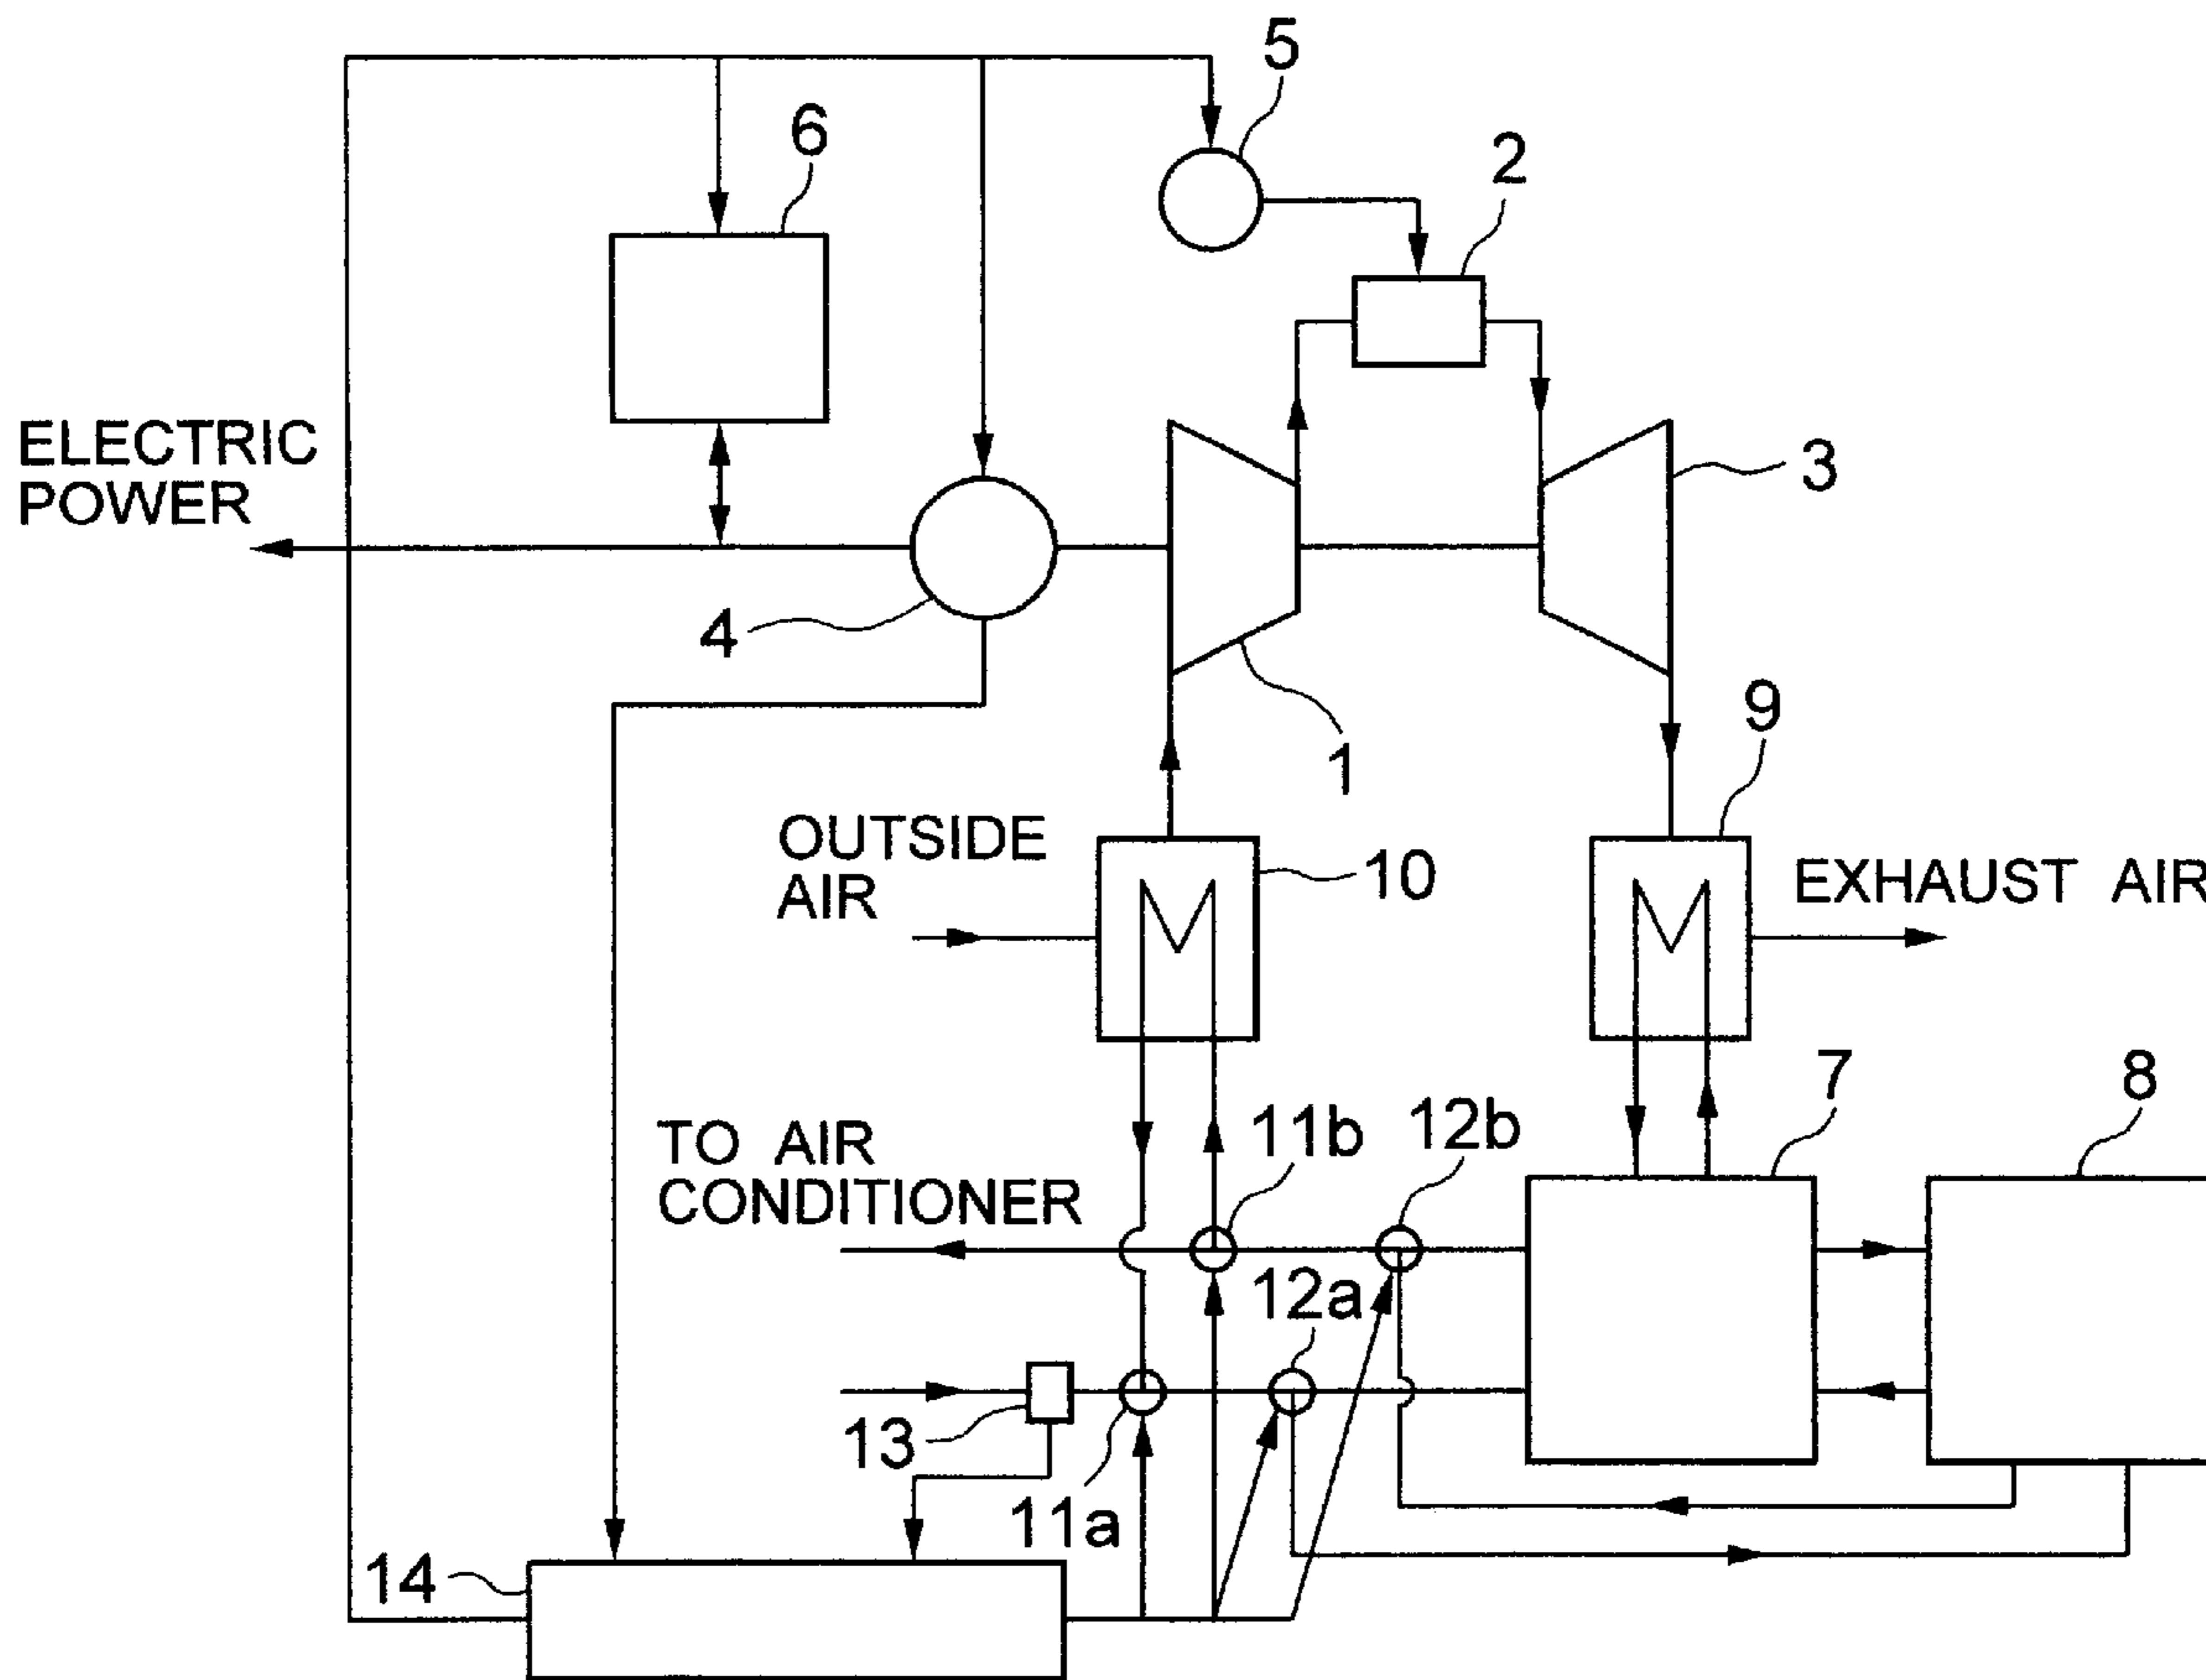 5
6
2
ELECTRIC
POWER
3
4
1
9
OUTSIDE
AIR
10
EXHAUST AIR
7
8
11b
12b
TO AIR
CONDITIONER
12a
13
11a
14